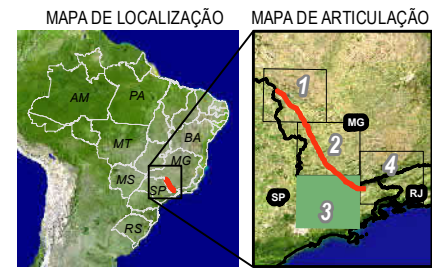 MAPA DE LOCALIZAÇÃO
MAPA DE ARTICULAÇÃO
AM
PA
MT
BA
MG
MS
SP
RS
1
MG
2
4
SP
RJ
3